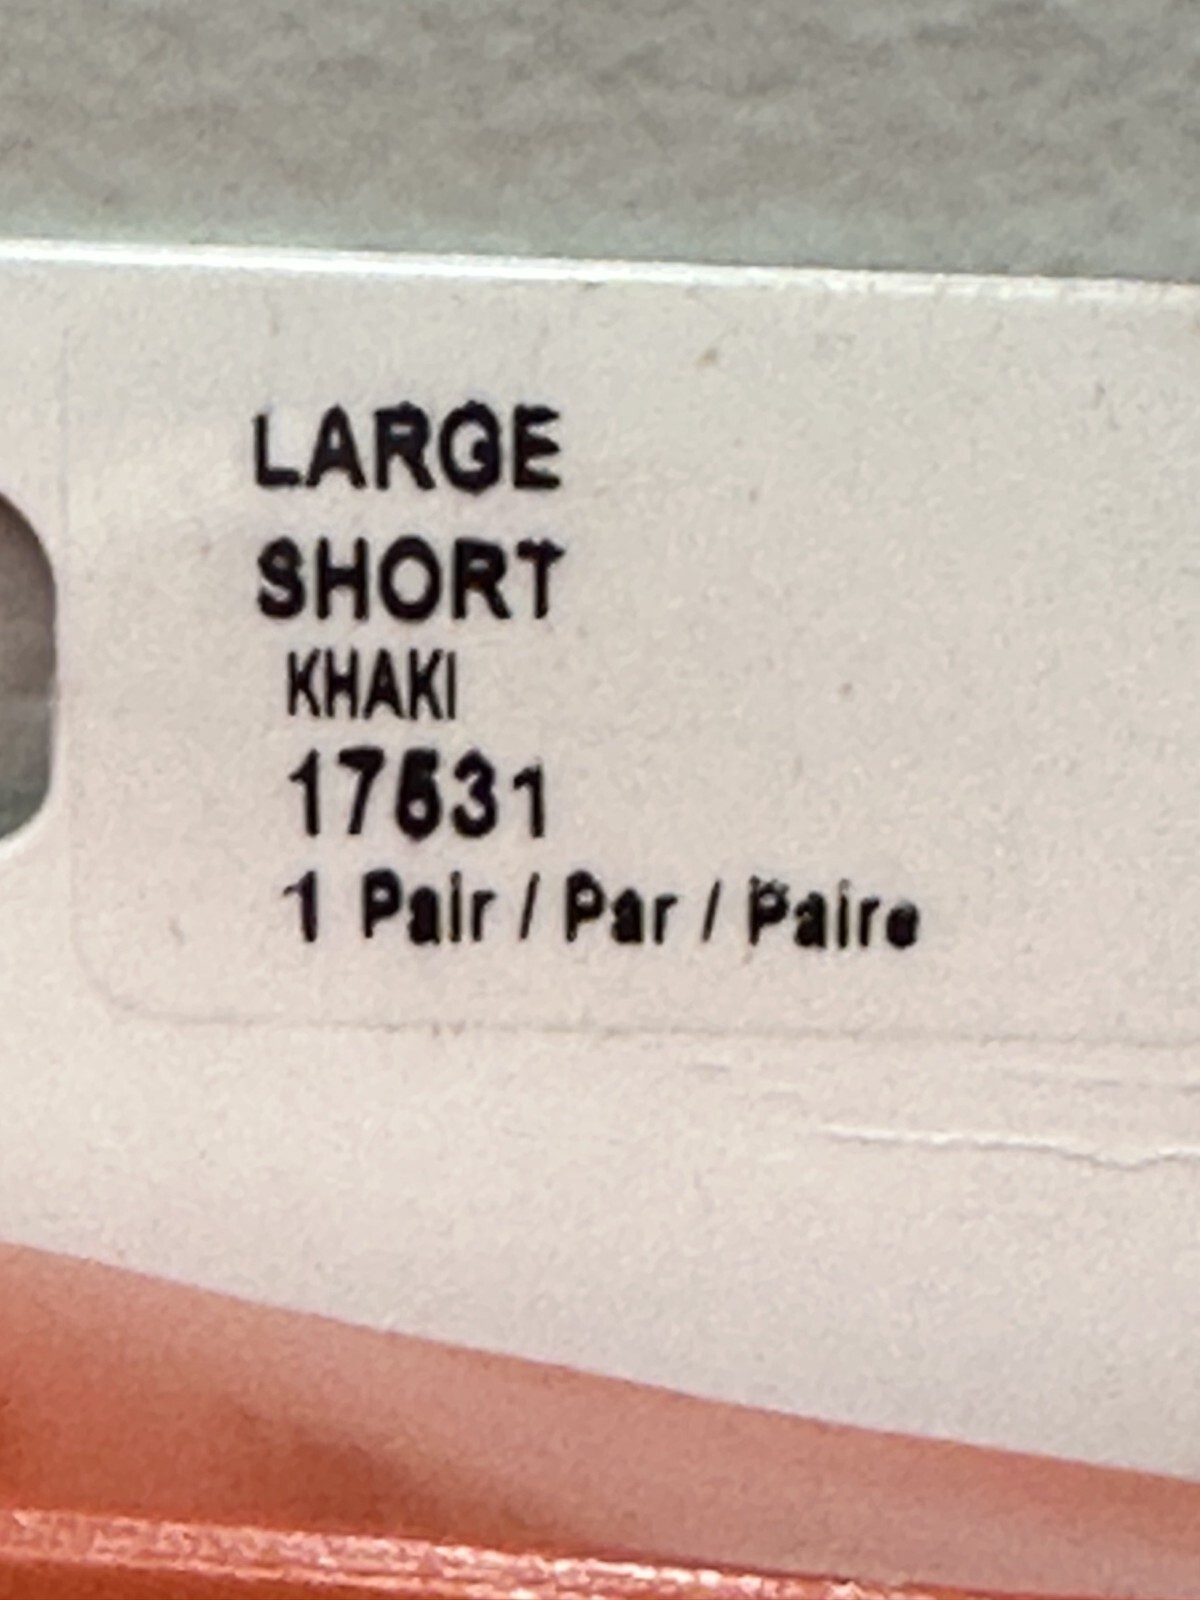 LARGE
SHORT
KHAKI
17531
1 Pair / Par / Paire